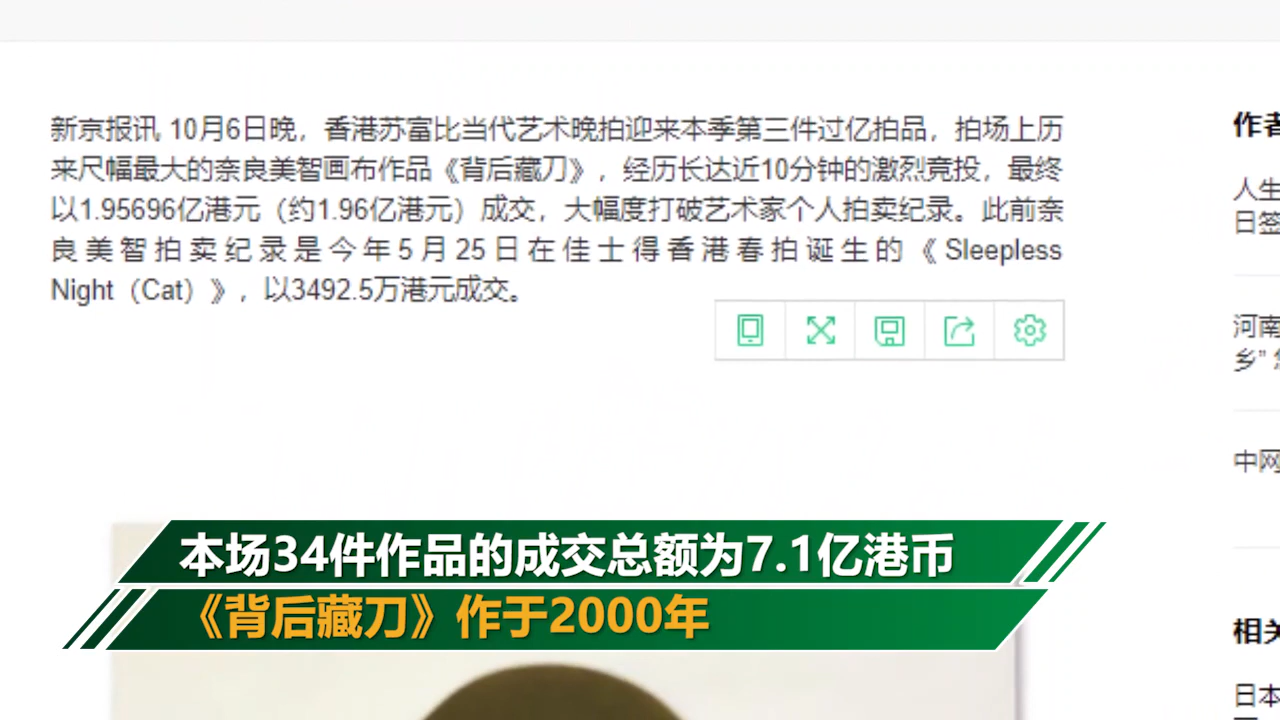 新京报讯 10月6日晚，香港苏富比当代艺术晚拍迎来本季第三件过亿拍品，拍场上历
来尺幅最大的奈良美智画布作品《背后藏刀》，经历长达近10分钟的激烈竞投，最终
以1.95696亿港元（约1.96亿港元）成交，大幅度打破艺术家个人拍卖纪录。此前奈
良美智拍卖纪录是今年5月25日在佳士得香港春拍诞生的《Sleepless
Night（Cat）》，以3492.5万港元成交。
作者
人生
日签
河南
乡”
中网
本场34件作品的成交总额为7.1亿港币
《背后藏刀》作于2000年
相关
日本